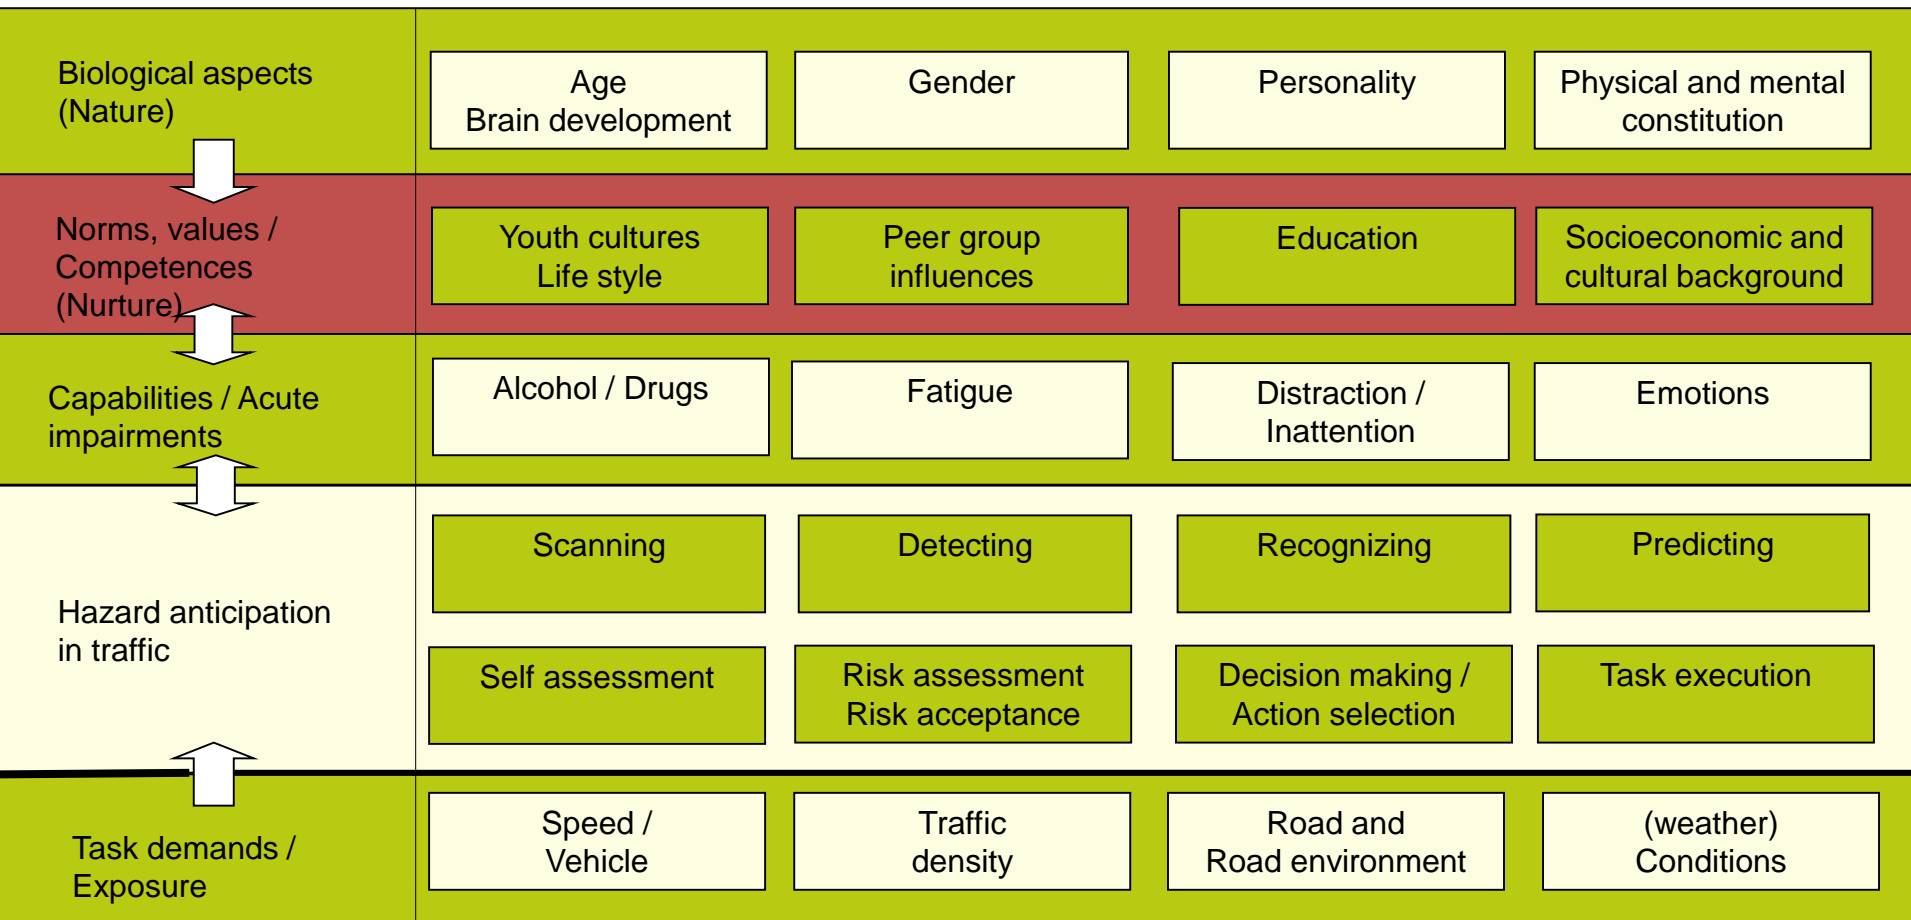 Biological aspects
(Nature)
Age
Brain development
Gender
Personality
Physical and mental
constitution
Norms, values /
Competences
(Nurture)
Youth cultures
Life style
Peer group
influences
Education
Socioeconomic and
cultural background
Capabilities / Acute
impairments
Alcohol / Drugs
Fatigue
Distraction /
Inattention
Emotions
Hazard anticipation
in traffic
Scanning
Detecting
Recognizing
Predicting
Self assessment
Risk assessment
Risk acceptance
Decision making /
Action selection
Task execution
Task demands /
Exposure
Speed /
Vehicle
Traffic
density
Road and
Road environment
(weather)
Conditions